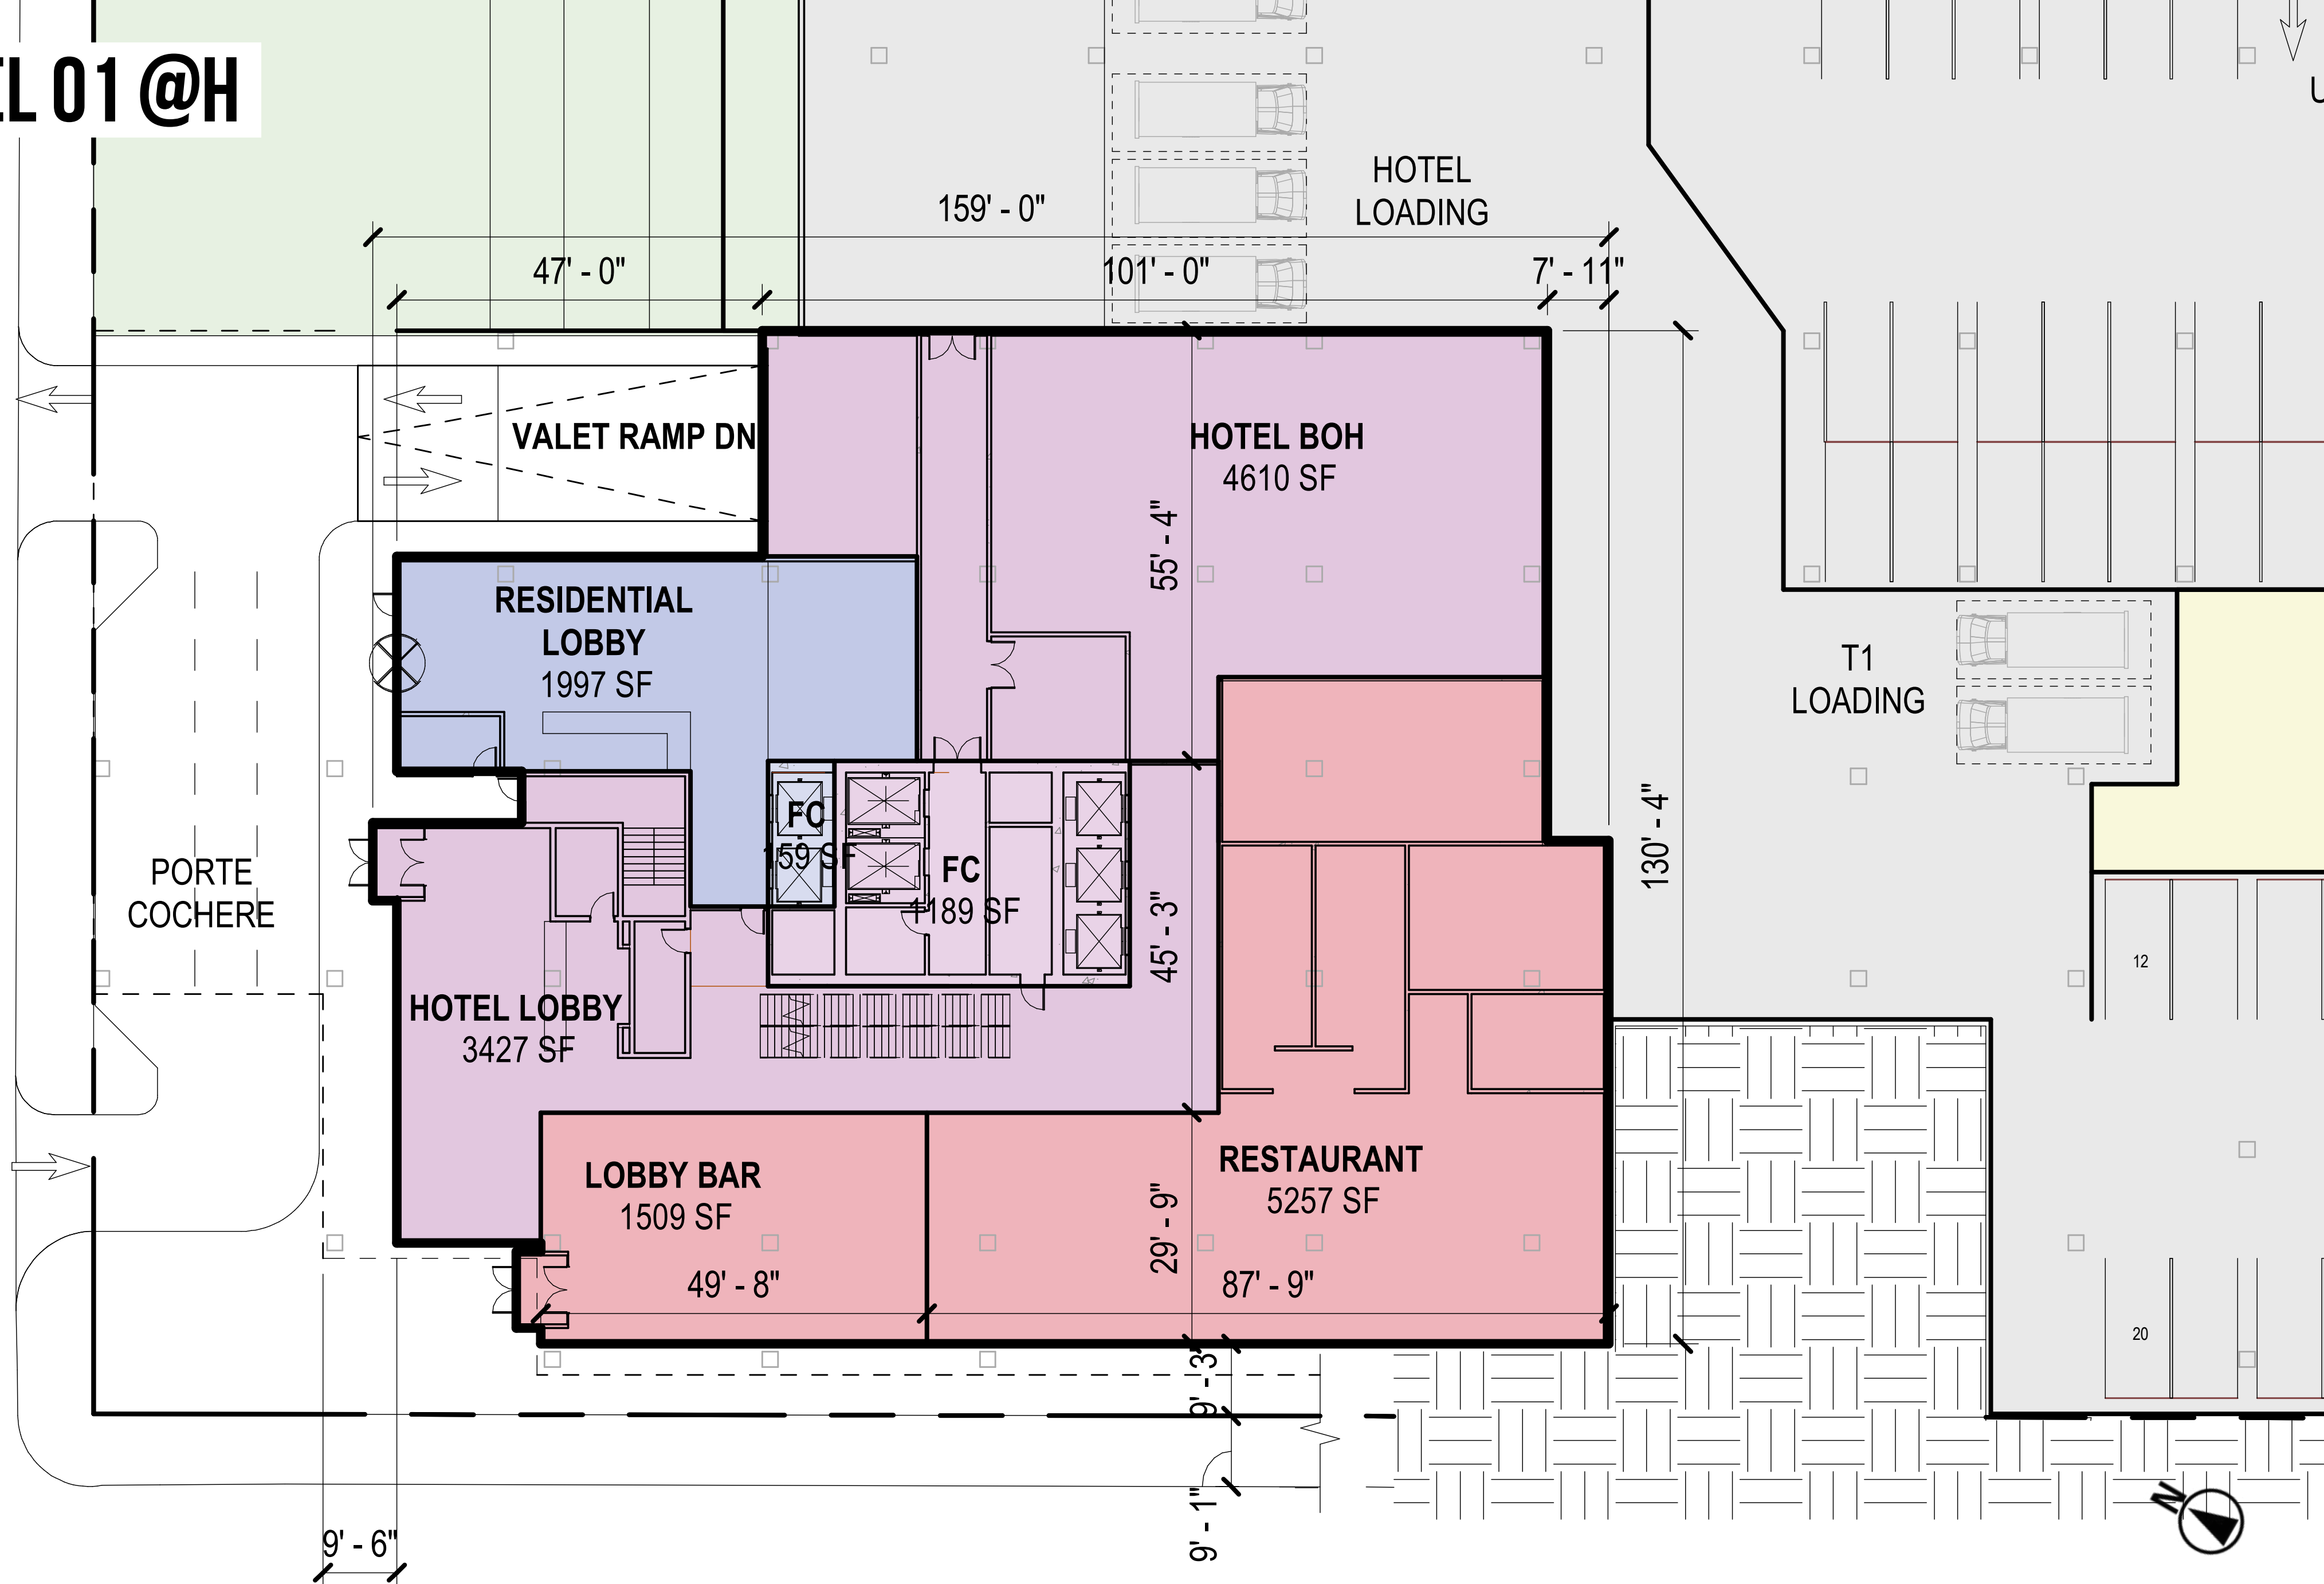 EL 01 @H
U
HOTEL
LOADING
159' - 0"
47' - 0"
101' - 0"
7' - 11"
VALET RAMP DN
HOTEL BOH
4610 SF
55' - 4"
RESIDENTIAL
LOBBY
1997 SF
T1
LOADING
130' - 4"
FC
159 SF
FC
1189 SF
PORTE
COCHERE
45' - 3"
12
HOTEL LOBBY
3427 SF
LOBBY BAR
1509 SF
RESTAURANT
5257 SF
29' - 9"
49' - 8"
87' - 9"
20
9' - 3"
9' - 1"
9' - 6"
N